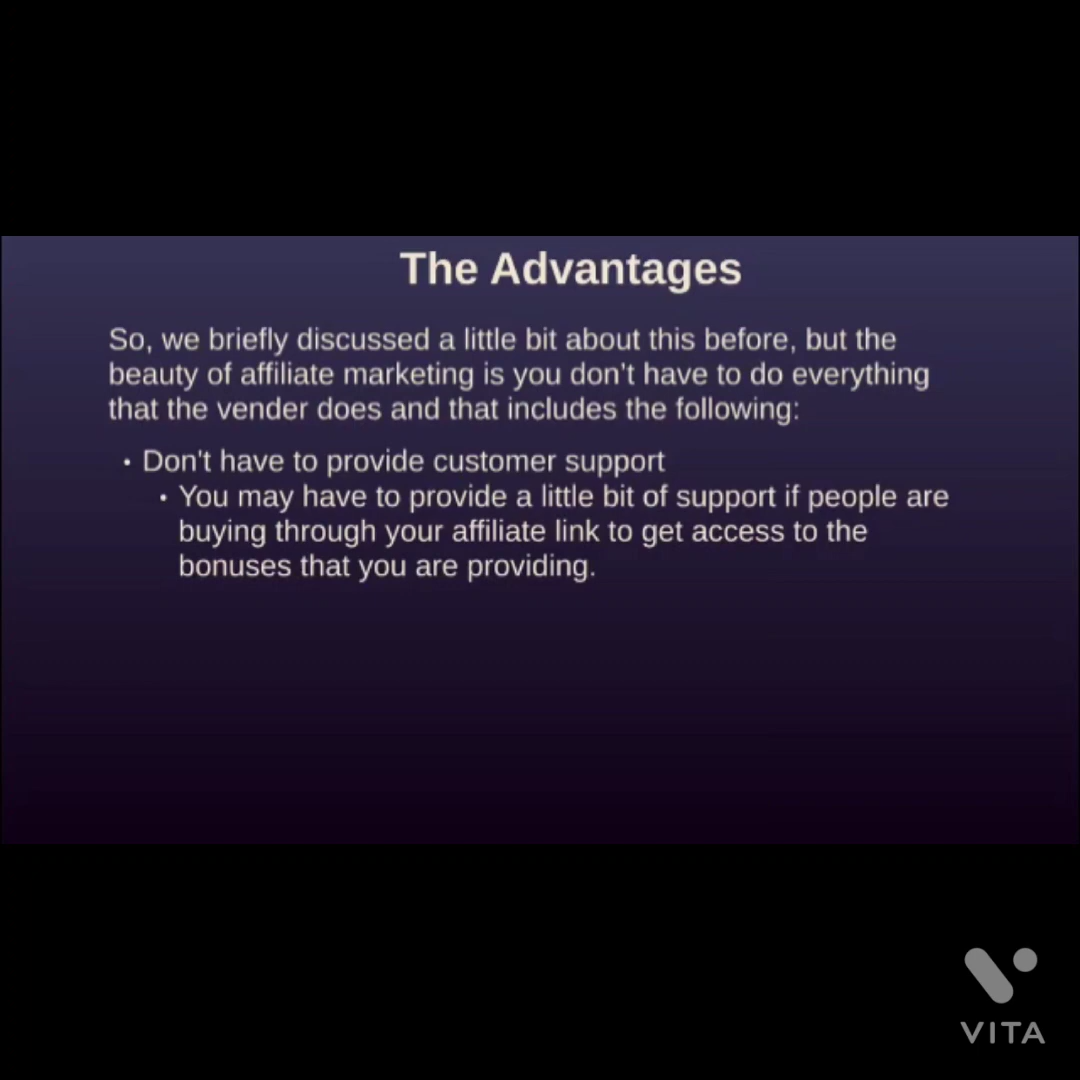 The Advantages
So, we briefly discussed a little bit about this before, but the
beauty of affiliate marketing is you don't have to do everything
that the vender does and that includes the following:
• Don't have to provide customer support
• You may have to provide a little bit of support if people are
buying through your affiliate link to get access to the
bonuses that you are providing.
VITA